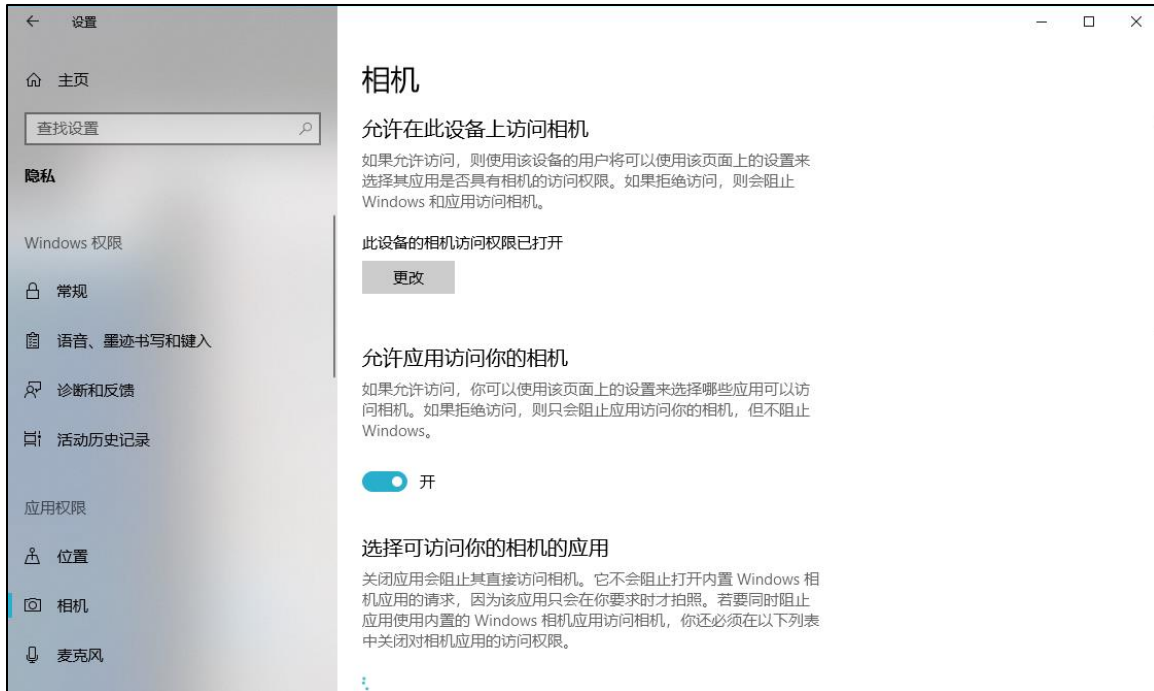 设置
主页
查找设置
隐私
Windows 权限
常规
语音、墨迹书写和键入
诊断和反馈
活动历史记录
应用权限
位置
相机
麦克风
相机
允许在此设备上访问相机
如果允许访问，则使用该设备的用户将可以使用该页面上的设置来
选择其应用是否具有相机的访问权限。如果拒绝访问，则会阻止
Windows 和应用访问相机。
此设备的相机访问权限已打开
更改
允许应用访问你的相机
如果允许访问，你可以使用该页面上的设置来选择哪些应用可以访
问相机。如果拒绝访问，则只会阻止应用访问你的相机，但不阻止
Windows。
开
选择可访问你的相机的应用
关闭应用会阻止其直接访问相机。它不会阻止打开内置 Windows 相
机应用的请求，因为该应用只会在你要求时才拍照。若要同时阻止
应用使用内置的 Windows 相机应用访问相机，你还必须在以下列表
中关闭对相机应用的访问权限。